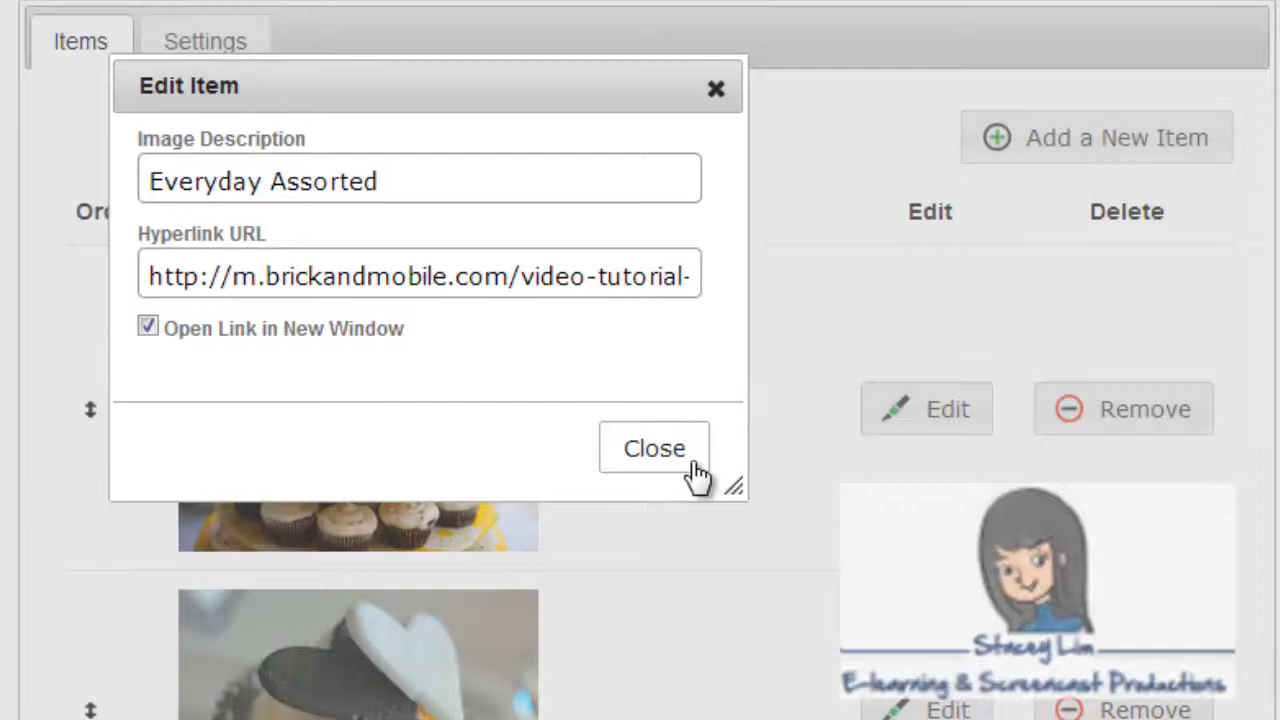 Items
Settings
Edit Item
Image Description
Everyday Assorted
Hyperlink URL
http://m.brickandmobile.com/video-tutorial-
Open Link in New Window
Close
Add a New Item
Edit
Delete
Edit
Remove
Stacey Lim
E-learning & Screencast Productions
Edit
Remove